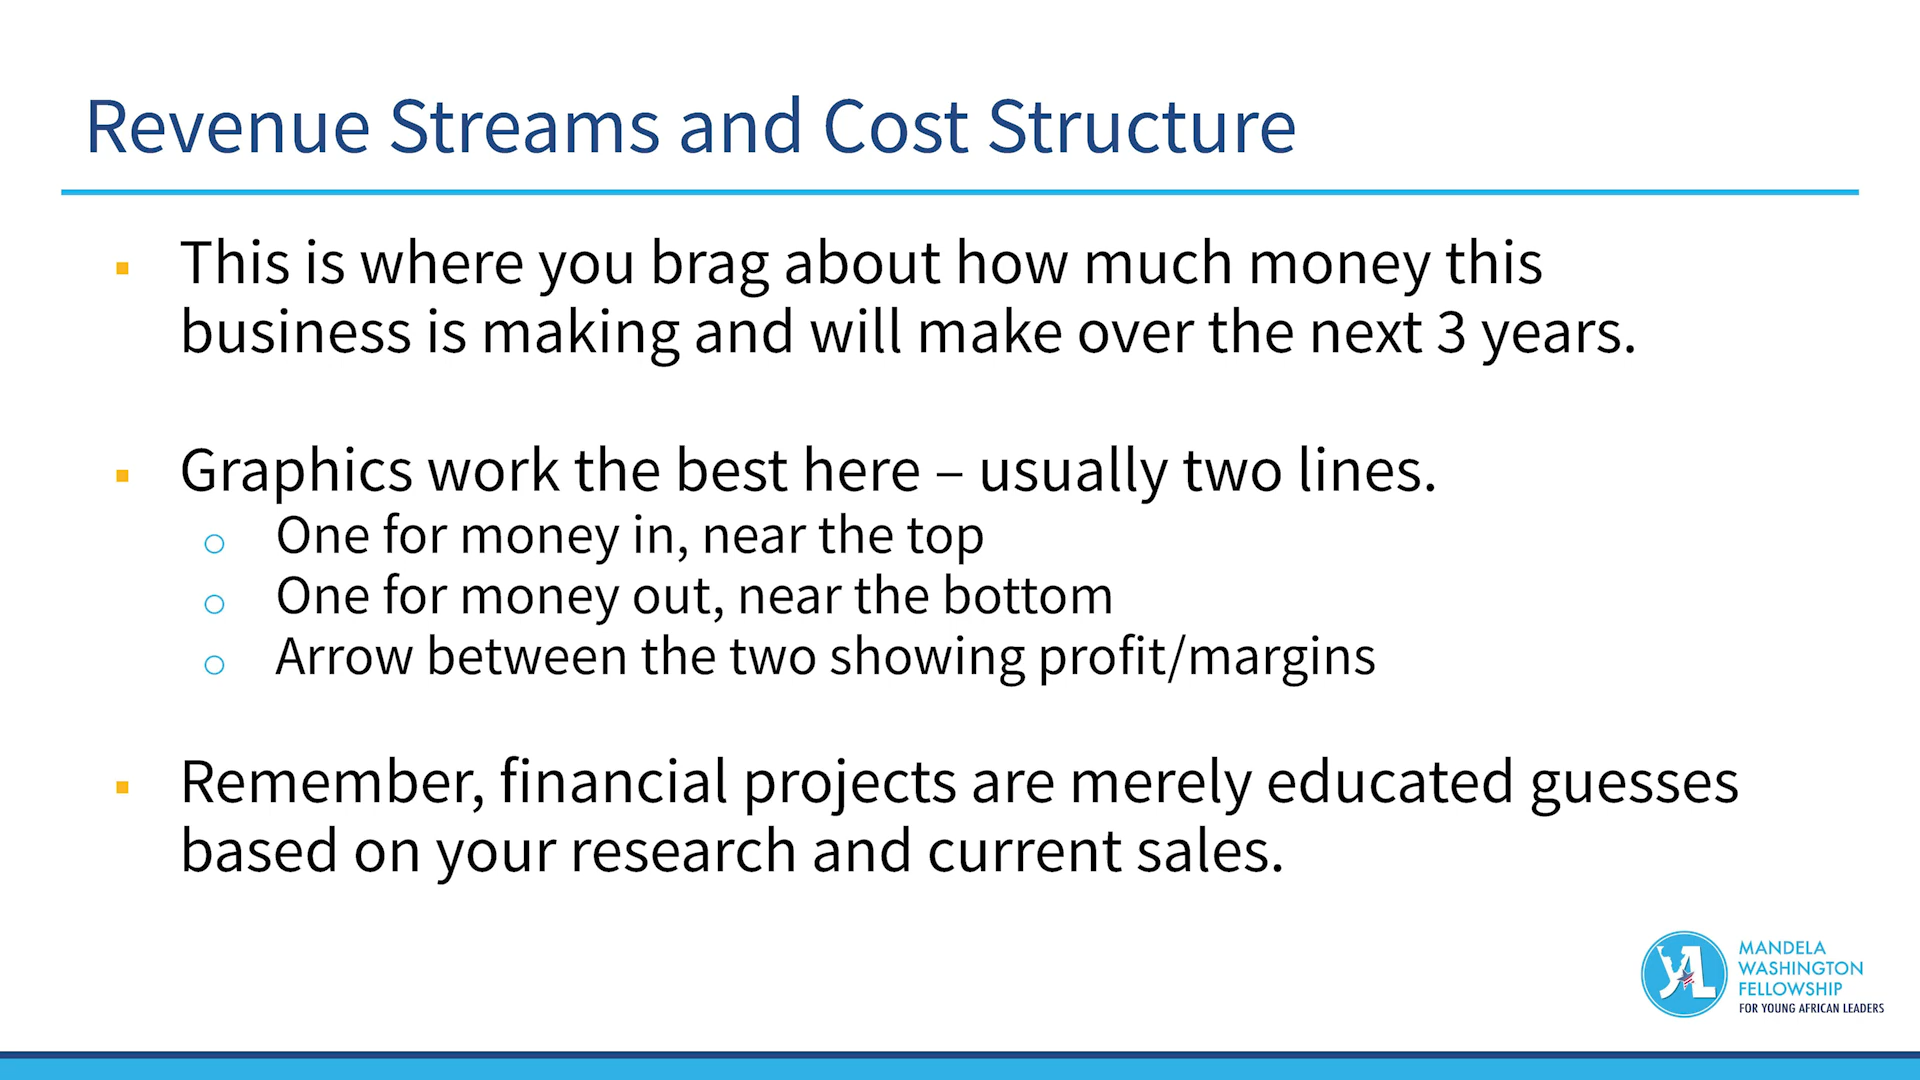 Revenue Streams and Cost Structure
▪ This is where you brag about how much money this
business is making and will make over the next 3 years.
▪ Graphics work the best here – usually two lines.
○ One for money in, near the top
○ One for money out, near the bottom
○ Arrow between the two showing profit/margins
▪ Remember, financial projects are merely educated guesses
based on your research and current sales.
YAL
MANDELA
WASHINGTON
FELLOWSHIP
FOR YOUNG AFRICAN LEADERS